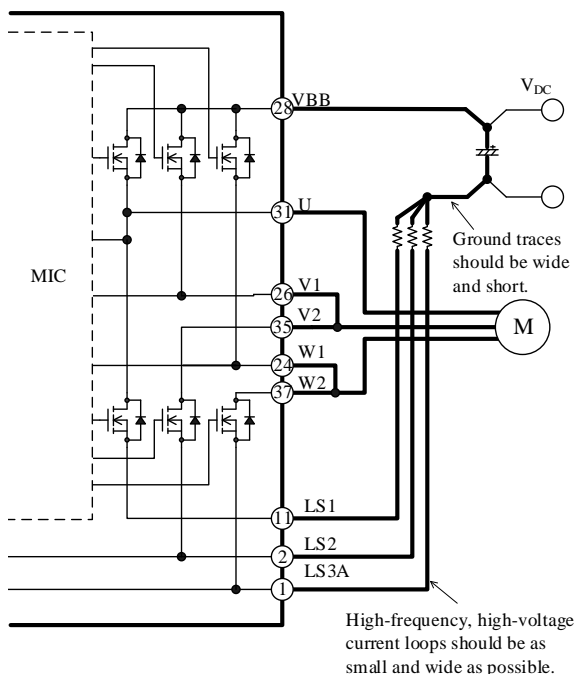 28 VBB
V_DC
31 U
Ground traces
should be wide
and short.
MIC
26 V1
35 V2
M
24 W1
37 W2
11 LS1
2 LS2
1 LS3A
High-frequency, high-voltage
current loops should be as
small and wide as possible.